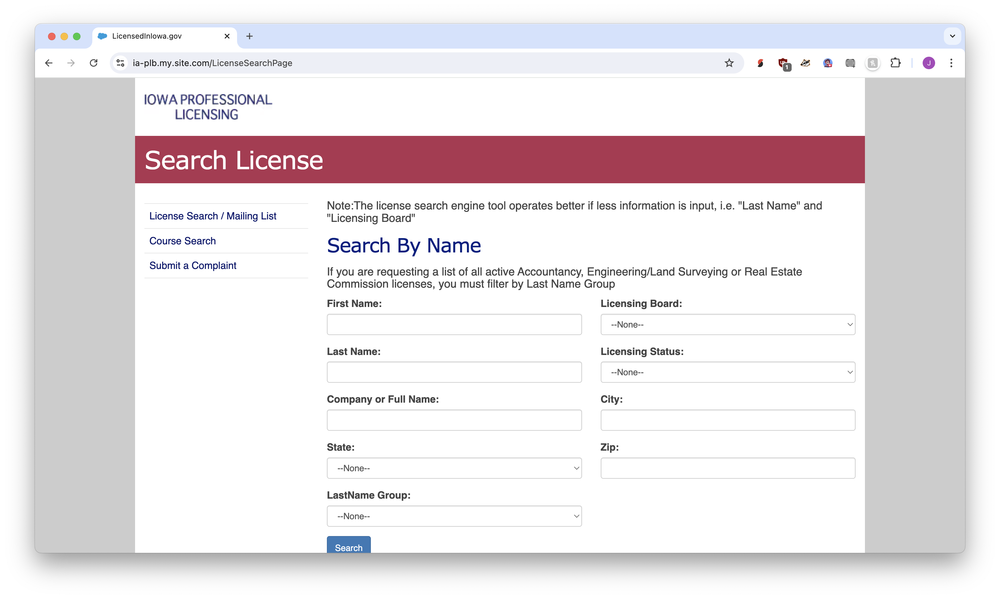 LicensedInIowa.gov
ia-plb.my.site.com/LicenseSearchPage
1
J
IOWA PROFESSIONAL
LICENSING
Search License
License Search / Mailing List
Course Search
Submit a Complaint
Note:The license search engine tool operates better if less information is input, i.e. "Last Name" and
"Licensing Board"
Search By Name
If you are requesting a list of all active Accountancy, Engineering/Land Surveying or Real Estate
Commission licenses, you must filter by Last Name Group
First Name:
Licensing Board:
--None--
Last Name:
Licensing Status:
--None--
Company or Full Name:
City:
State:
Zip:
--None--
LastName Group:
--None--
Search